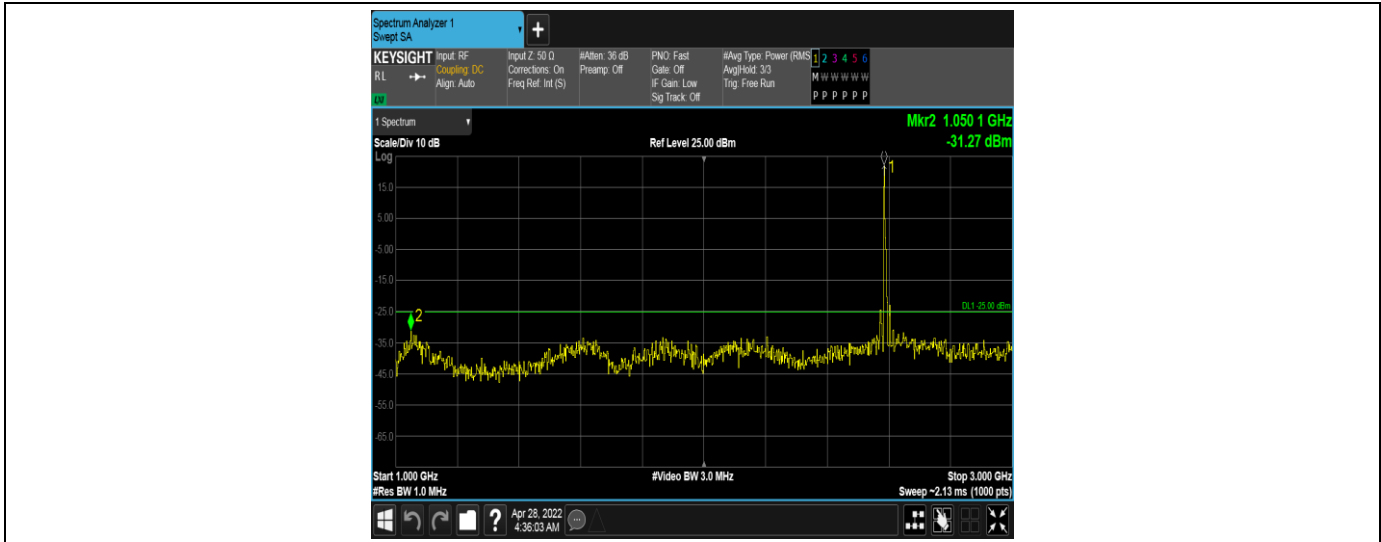 Spectrum Analyzer 1
Swept SA
+
KEYSIGHT
RL
Input: RF
Coupling: DC
Align: Auto
Input Z: 50 Ω
Corrections: On
Freq Ref: Int (S)
#Atten: 36 dB
Preamp: Off
PNO: Fast
Gate: Off
IF Gain: Low
Sig Track: Off
#Avg Type: Power (RMS
Avg|Hold: 3/3
Trig: Free Run
1 2 3 4 5 6
M W W W W W
P P P P P P
1 Spectrum
Mkr2 1.050 1 GHz
Scale/Div 10 dB
Ref Level 25.00 dBm
-31.27 dBm
Log
1
15.0
5.00
-5.00
-15.0
-25.0
2
DL1 -25.00 dBm
-35.0
-45.0
-55.0
-65.0
Start 1.000 GHz
#Video BW 3.0 MHz
Stop 3.000 GHz
#Res BW 1.0 MHz
Sweep ~2.13 ms (1000 pts)
?
Apr 28, 2022
4:36:03 AM